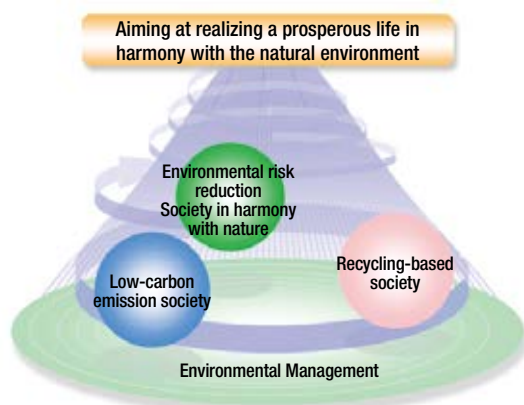 Aiming at realizing a prosperous life in
harmony with the natural environment
Environmental risk
reduction
Society in harmony
with nature
Low-carbon
emission society
Recycling-based
society
Environmental Management